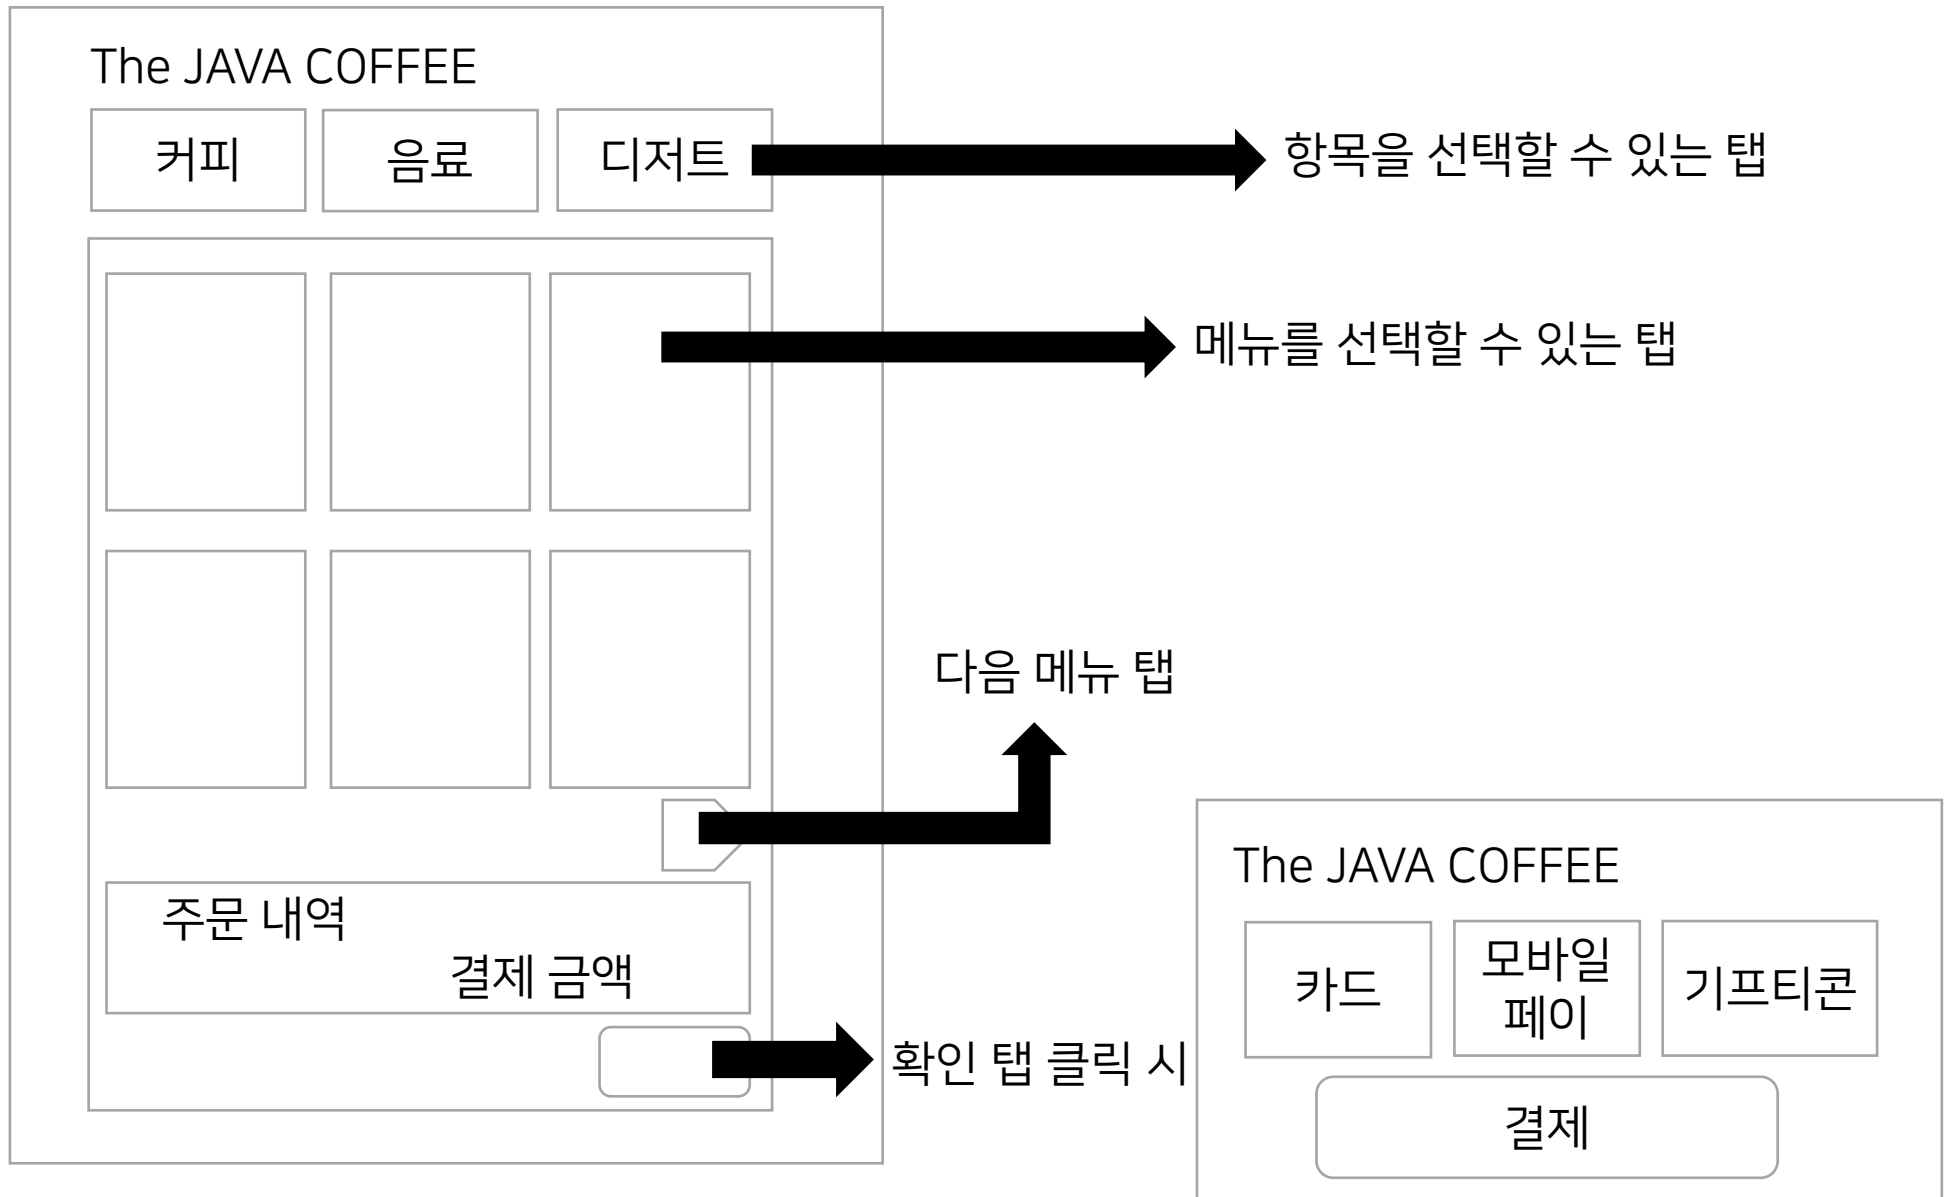 The JAVA COFFEE
커피
음료
디저트
항목을 선택할 수 있는 탭
메뉴를 선택할 수 있는 탭
다음 메뉴 탭
주문 내역
결제 금액
확인 탭 클릭 시
The JAVA COFFEE
카드
모바일
페이
기프티콘
결제